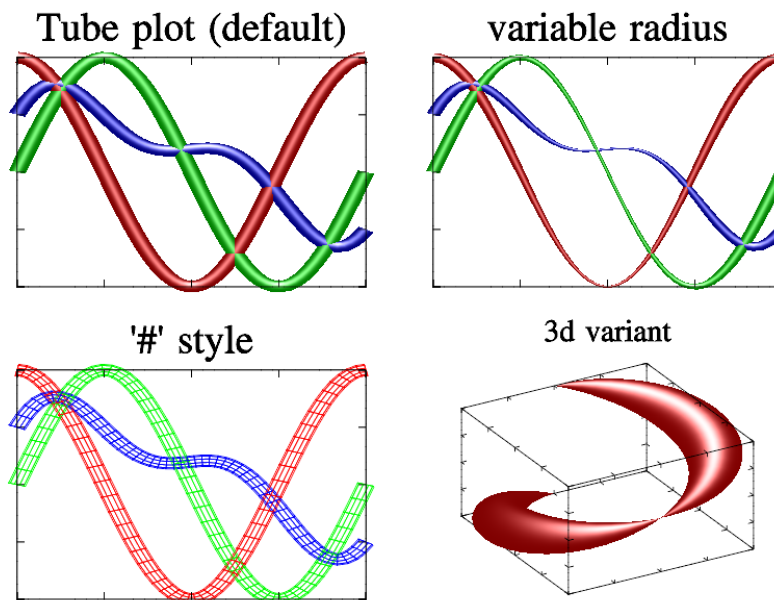 Tube plot (default)
variable radius
'#' style
3d variant